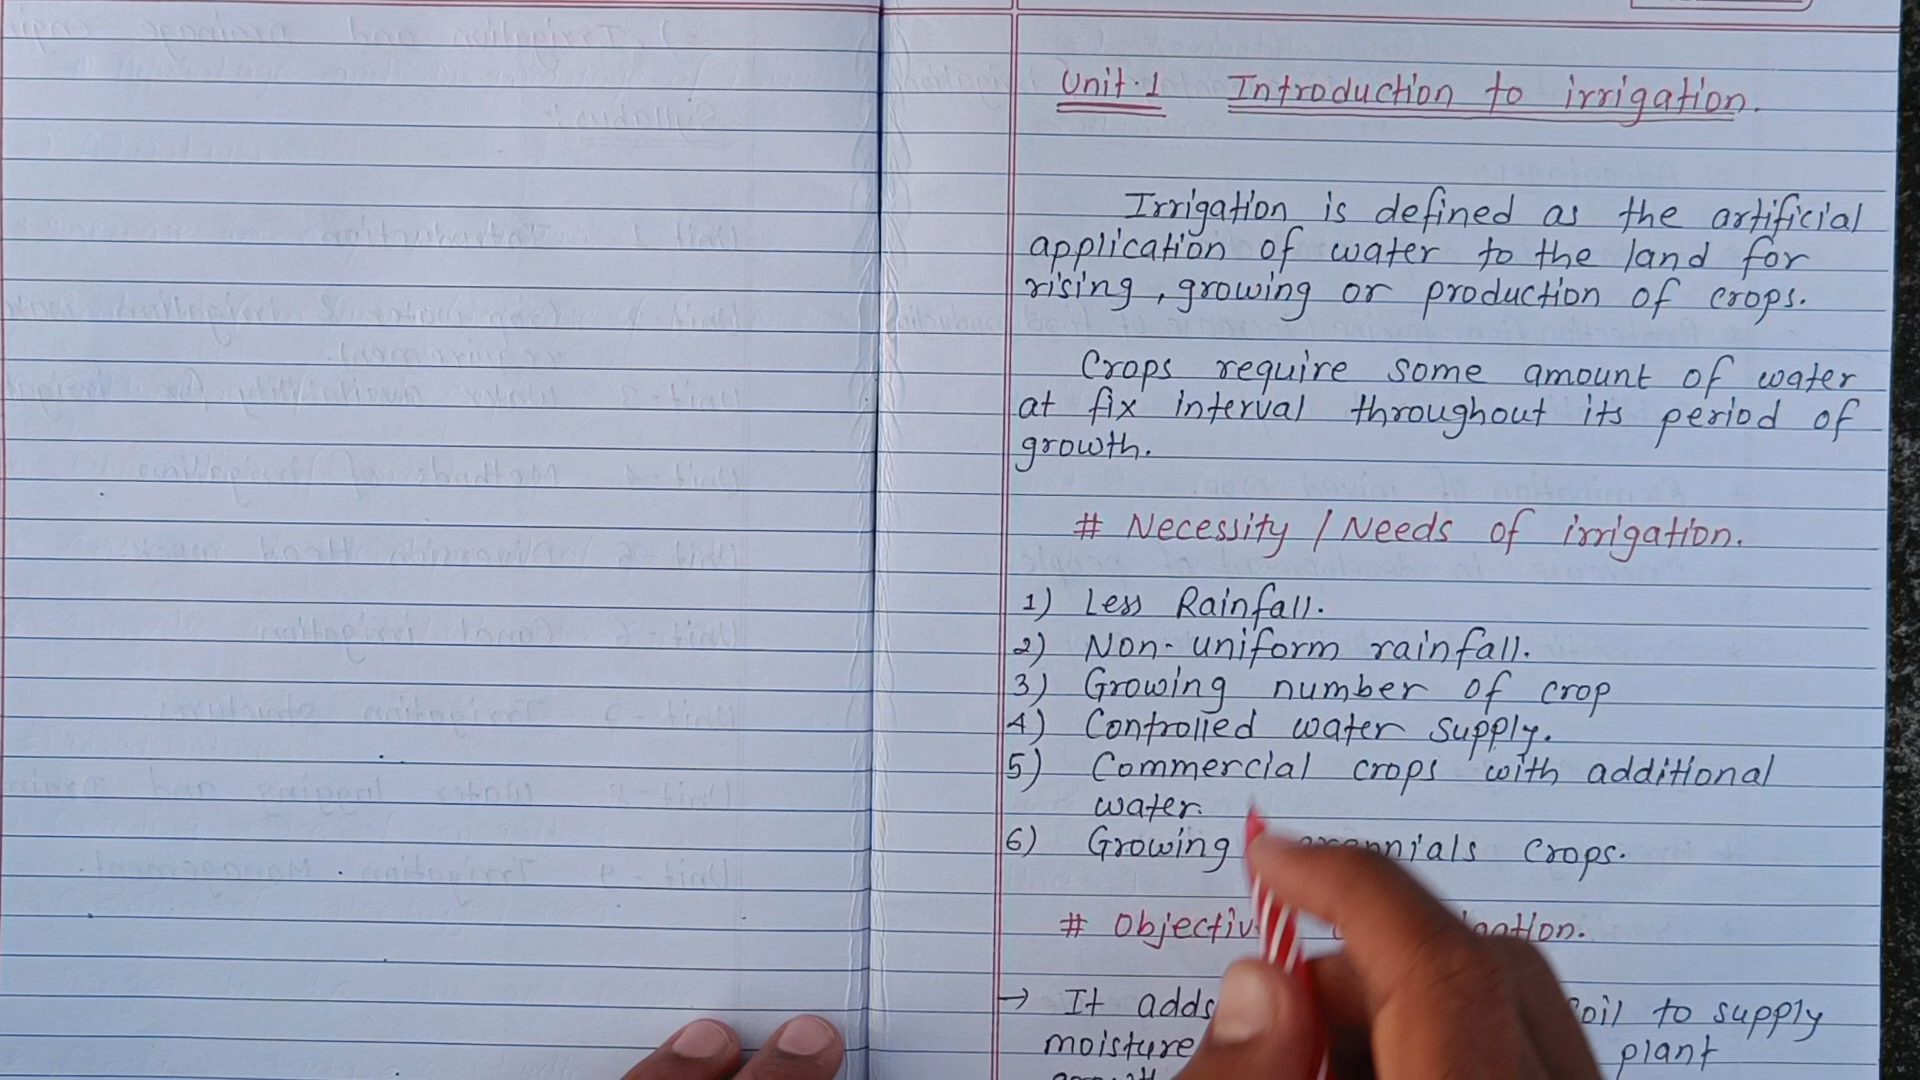 Unit.1 Introduction to irrigation.
Irrigation is defined as the artificial
application of water to the land for
rising, growing or production of crops.
Crops require some amount of water
at fix interval throughout its period of
growth.
# Necessity / Needs of irrigation.
1) Less Rainfall.
2) Non-uniform rainfall.
3) Growing number of crop
4) Controlled water supply.
5) Commercial crops with additional
water.
6) Growing crops.
#
→ It adds to supply
moisture plant